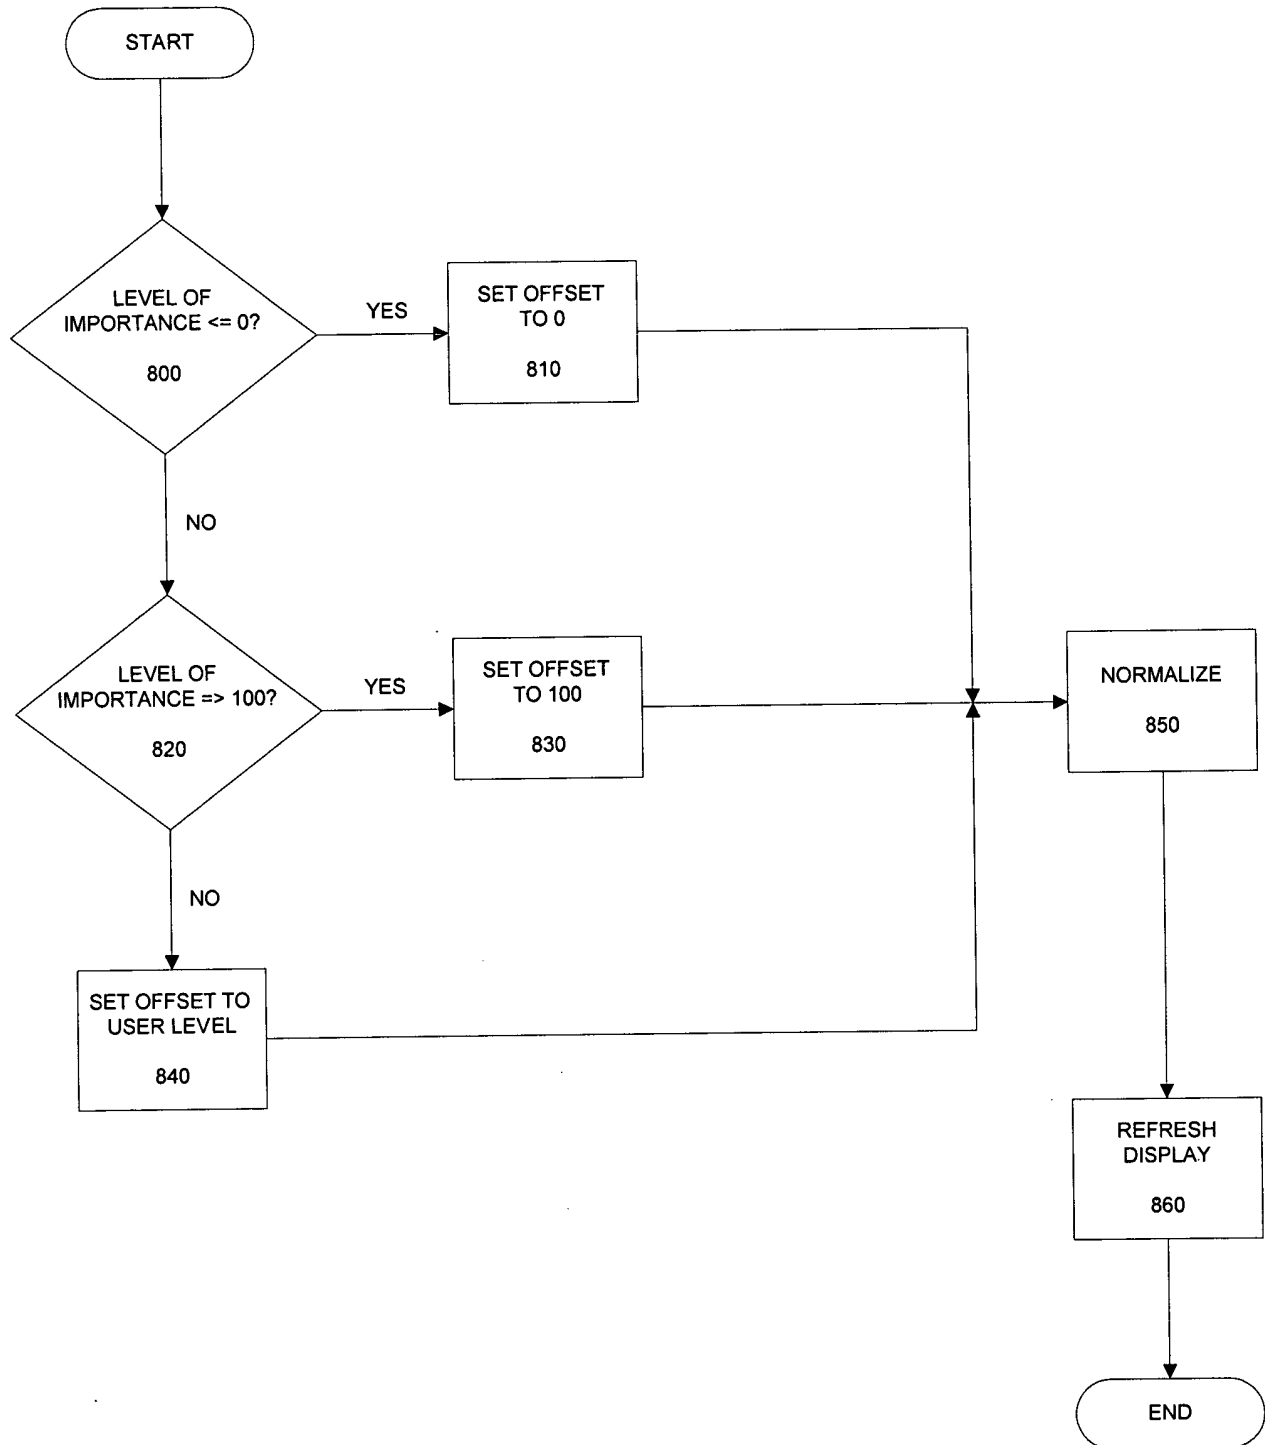 START
LEVEL OF
IMPORTANCE <= 0?
800
YES
SET OFFSET
TO 0
810
NO
LEVEL OF
IMPORTANCE => 100?
820
YES
SET OFFSET
TO 100
830
NORMALIZE
850
NO
SET OFFSET TO
USER LEVEL
840
REFRESH
DISPLAY
860
END